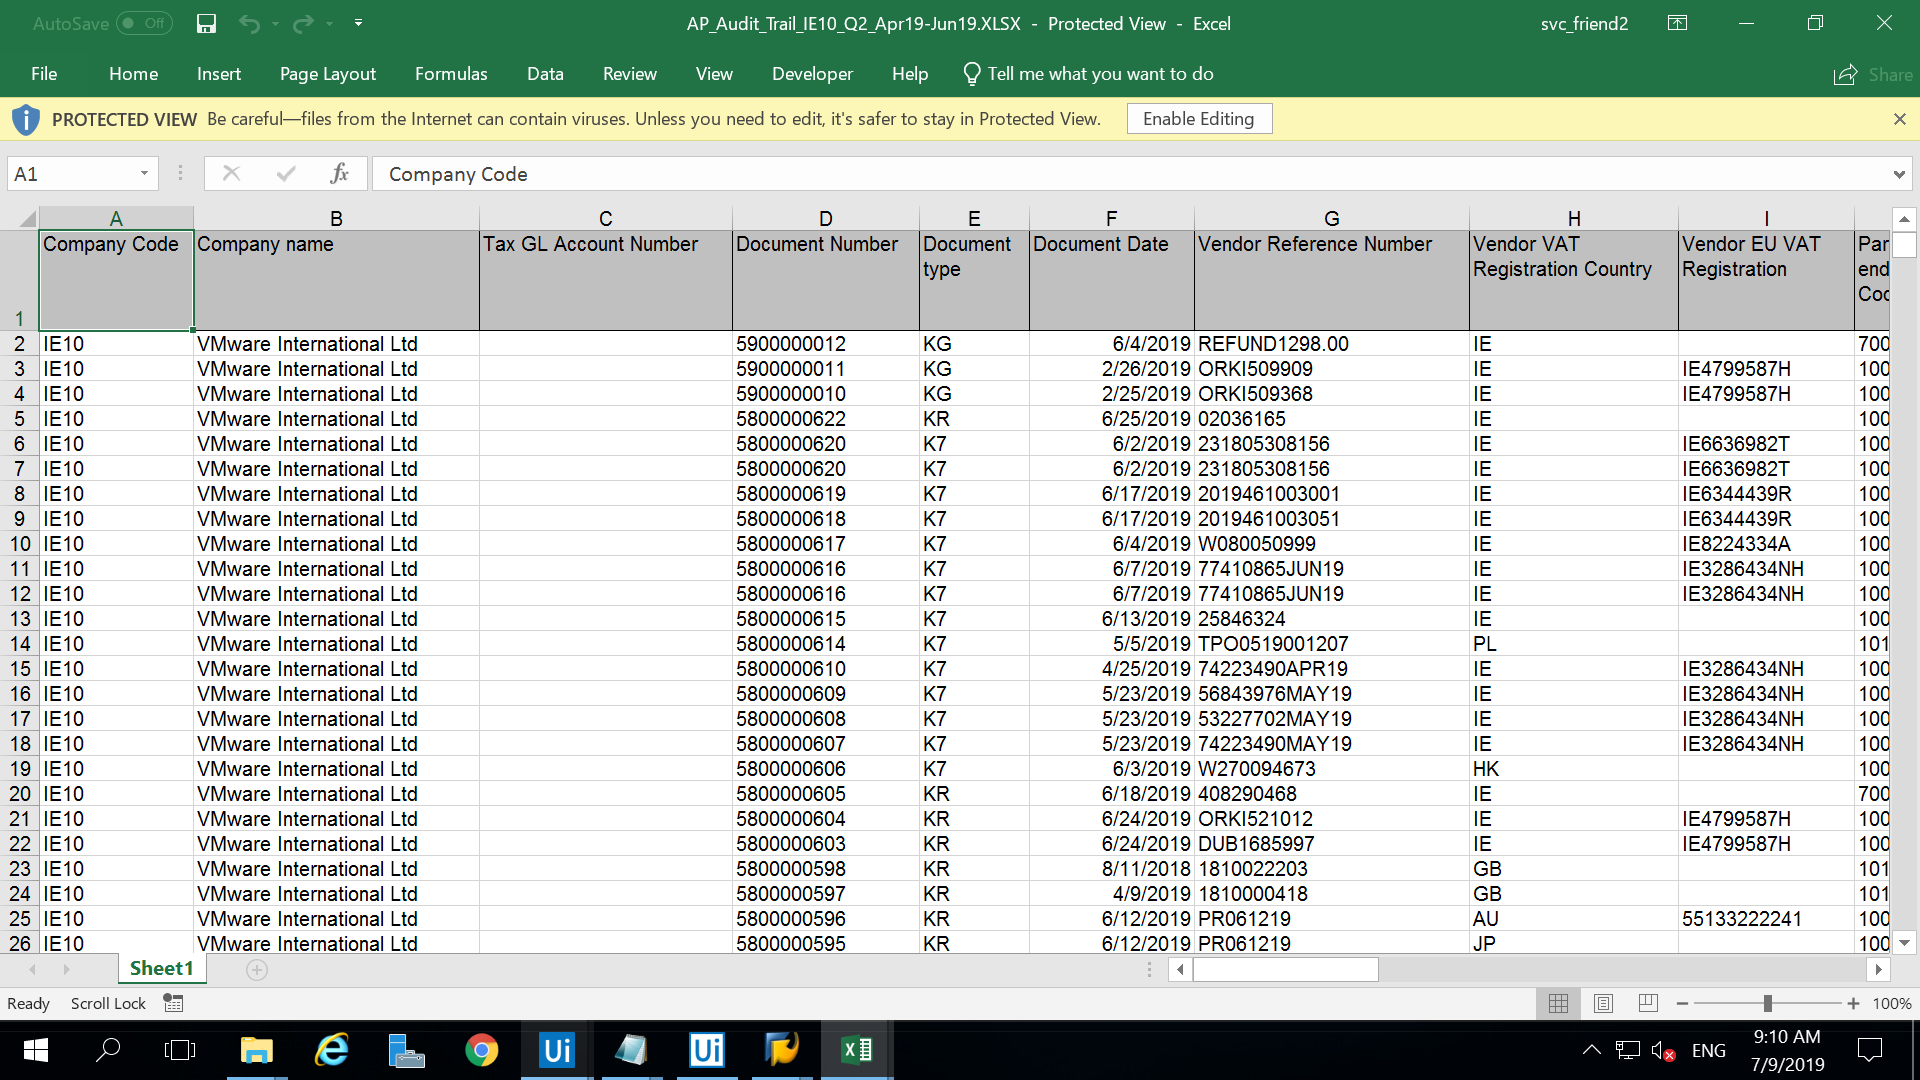 AutoSave Off AP_Audit_Trail_IE10_Q2_Apr19-Jun19.XLSX - Protected View - Excel svc_friend2
File Home Insert Page Layout Formulas Data Review View Developer Help Tell me what you want to do Share
PROTECTED VIEW Be careful—files from the Internet can contain viruses. Unless you need to edit, it's safer to stay in Protected View. Enable Editing
A1 fx Company Code
A B C D E F G H I
Company Code Company name Tax GL Account Number Document Number Document Document Date Vendor Reference Number Vendor VAT Vendor EU VAT Par
type Registration Country Registration end
Coc
1
2 IE10 VMware International Ltd 5900000012 KG 6/4/2019 REFUND1298.00 IE 700
3 IE10 VMware International Ltd 5900000011 KG 2/26/2019 ORKI509909 IE IE4799587H 100
4 IE10 VMware International Ltd 5900000010 KG 2/25/2019 ORKI509368 IE IE4799587H 100
5 IE10 VMware International Ltd 5800000622 KR 6/25/2019 02036165 IE 100
6 IE10 VMware International Ltd 5800000620 K7 6/2/2019 231805308156 IE IE6636982T 100
7 IE10 VMware International Ltd 5800000620 K7 6/2/2019 231805308156 IE IE6636982T 100
8 IE10 VMware International Ltd 5800000619 K7 6/17/2019 2019461003001 IE IE6344439R 100
9 IE10 VMware International Ltd 5800000618 K7 6/17/2019 2019461003051 IE IE6344439R 100
10 IE10 VMware International Ltd 5800000617 K7 6/4/2019 W080050999 IE IE8224334A 100
11 IE10 VMware International Ltd 5800000616 K7 6/7/2019 77410865JUN19 IE IE3286434NH 100
12 IE10 VMware International Ltd 5800000616 K7 6/7/2019 77410865JUN19 IE IE3286434NH 100
13 IE10 VMware International Ltd 5800000615 K7 6/13/2019 25846324 IE 100
14 IE10 VMware International Ltd 5800000614 K7 5/5/2019 TPO0519001207 PL 101
15 IE10 VMware International Ltd 5800000610 K7 4/25/2019 74223490APR19 IE IE3286434NH 100
16 IE10 VMware International Ltd 5800000609 K7 5/23/2019 56843976MAY19 IE IE3286434NH 100
17 IE10 VMware International Ltd 5800000608 K7 5/23/2019 53227702MAY19 IE IE3286434NH 100
18 IE10 VMware International Ltd 5800000607 K7 5/23/2019 74223490MAY19 IE IE3286434NH 100
19 IE10 VMware International Ltd 5800000606 K7 6/3/2019 W270094673 HK 100
20 IE10 VMware International Ltd 5800000605 KR 6/18/2019 408290468 IE 700
21 IE10 VMware International Ltd 5800000604 KR 6/24/2019 ORKI521012 IE IE4799587H 100
22 IE10 VMware International Ltd 5800000603 KR 6/24/2019 DUB1685997 IE IE4799587H 100
23 IE10 VMware International Ltd 5800000598 KR 8/11/2018 1810022203 GB 101
24 IE10 VMware International Ltd 5800000597 KR 4/9/2019 1810000418 GB 101
25 IE10 VMware International Ltd 5800000596 KR 6/12/2019 PR061219 AU 55133222241 100
26 IE10 VMware International Ltd 5800000595 KR 6/12/2019 PR061219 JP 100
Sheet1
Ready Scroll Lock 100%
Ui Ui ENG 9:10 AM
7/9/2019